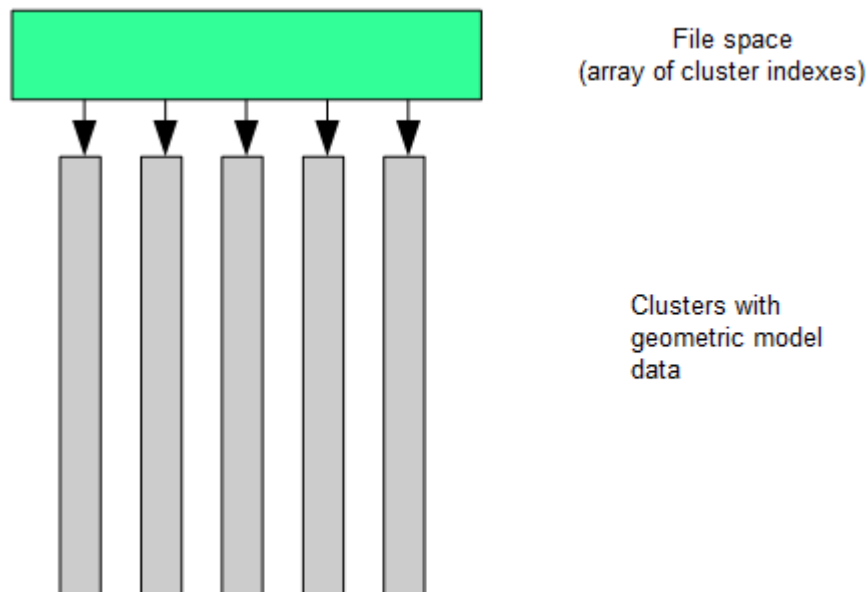 File space
(array of cluster indexes)
Clusters with
geometric model
data